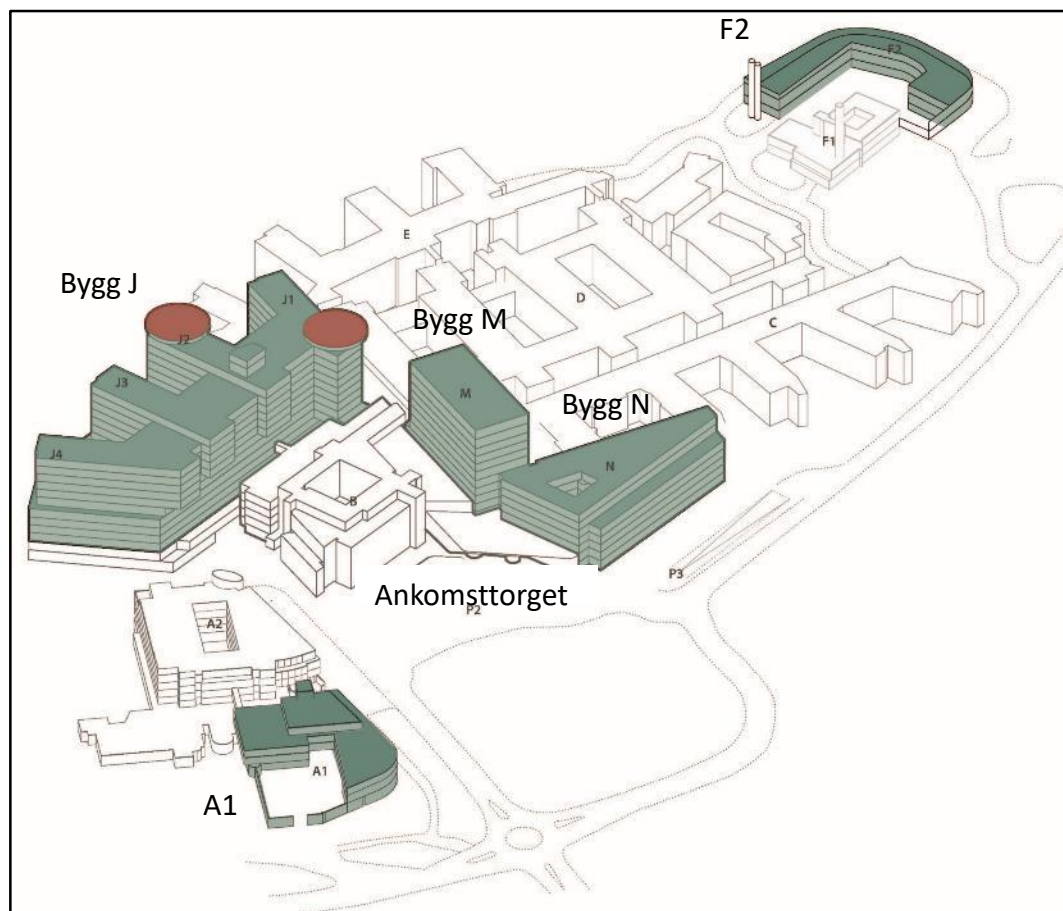 F2
F2
F1
E
Bygg J
J1
Bygg M
D
C
J2
J3
M
Bygg N
J4
N
B
Ankomsttorget
P3
P2
A2
A1
A1